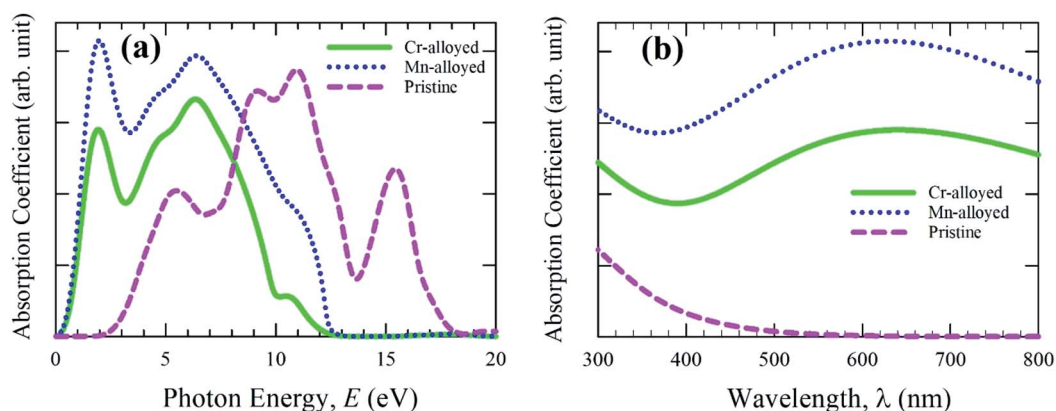 (a)
Cr-alloyed
Mn-alloyed
Pristine
Absorption Coefficient (arb. unit)
0 5 10 15 20
Photon Energy, E (eV)
(b)
Cr-alloyed
Mn-alloyed
Pristine
Absorption Coefficient (arb. unit)
300 400 500 600 700 800
Wavelength, λ (nm)